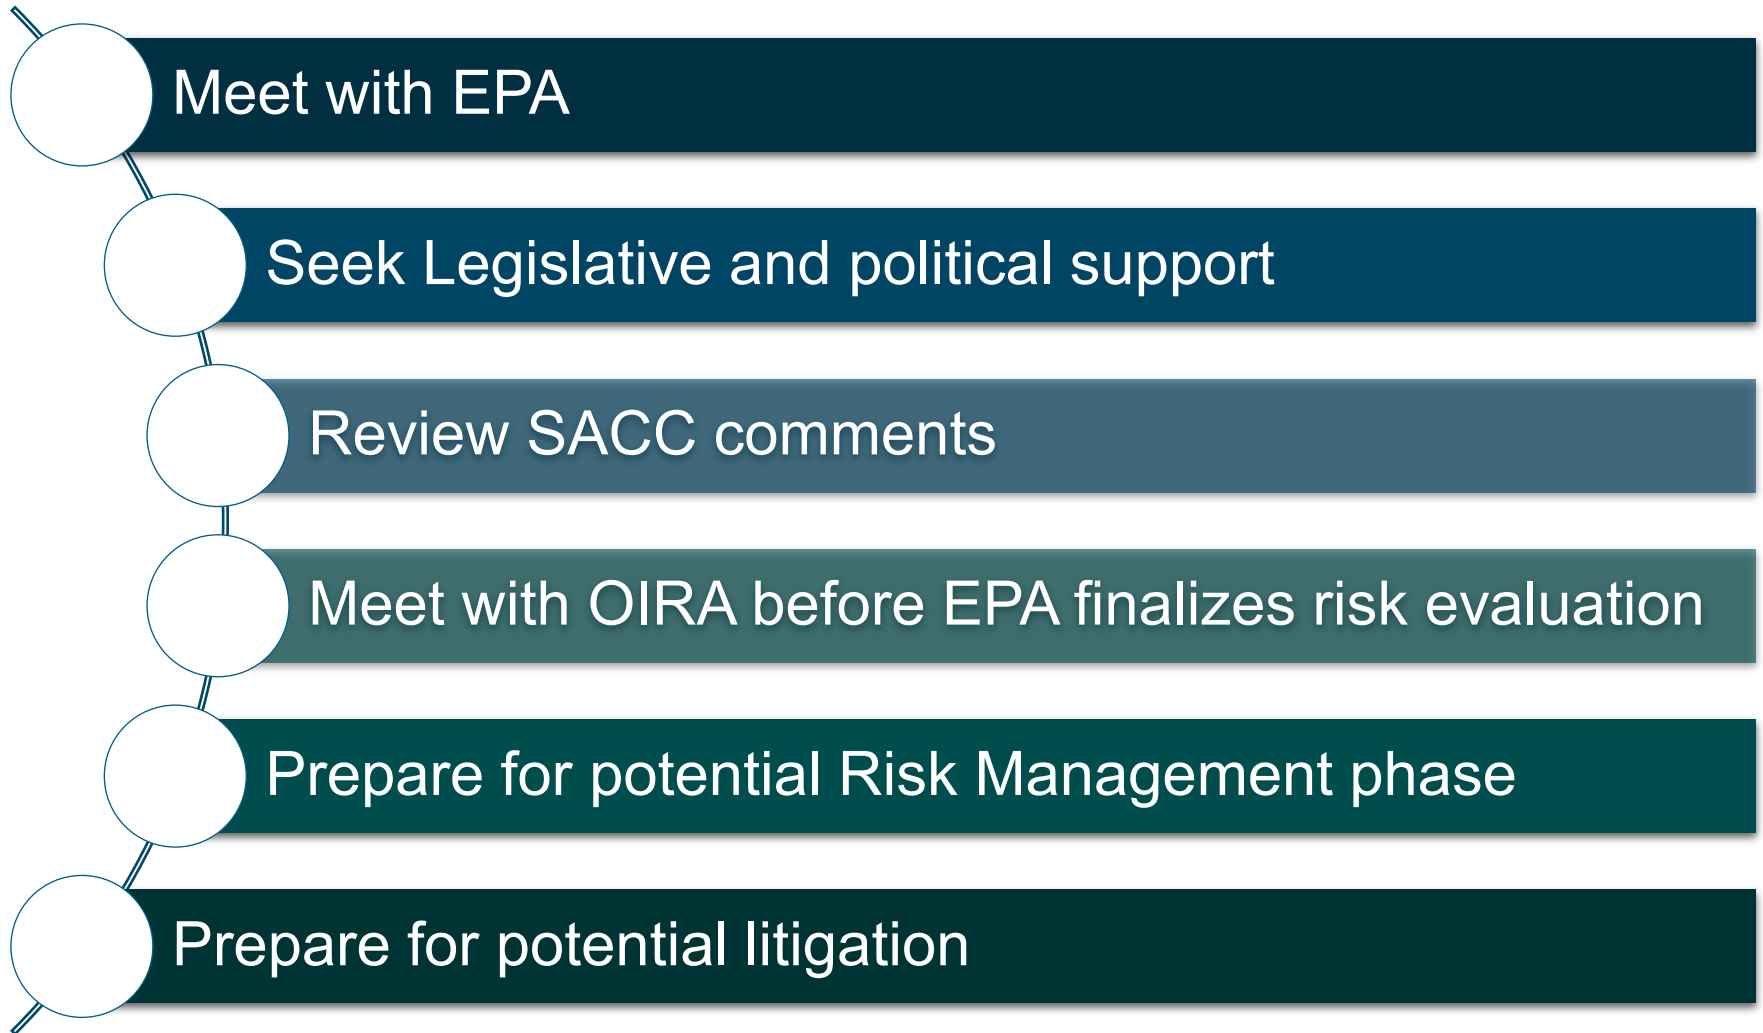 Meet with EPA
Seek Legislative and political support
Review SACC comments
Meet with OIRA before EPA finalizes risk evaluation
Prepare for potential Risk Management phase
Prepare for potential litigation